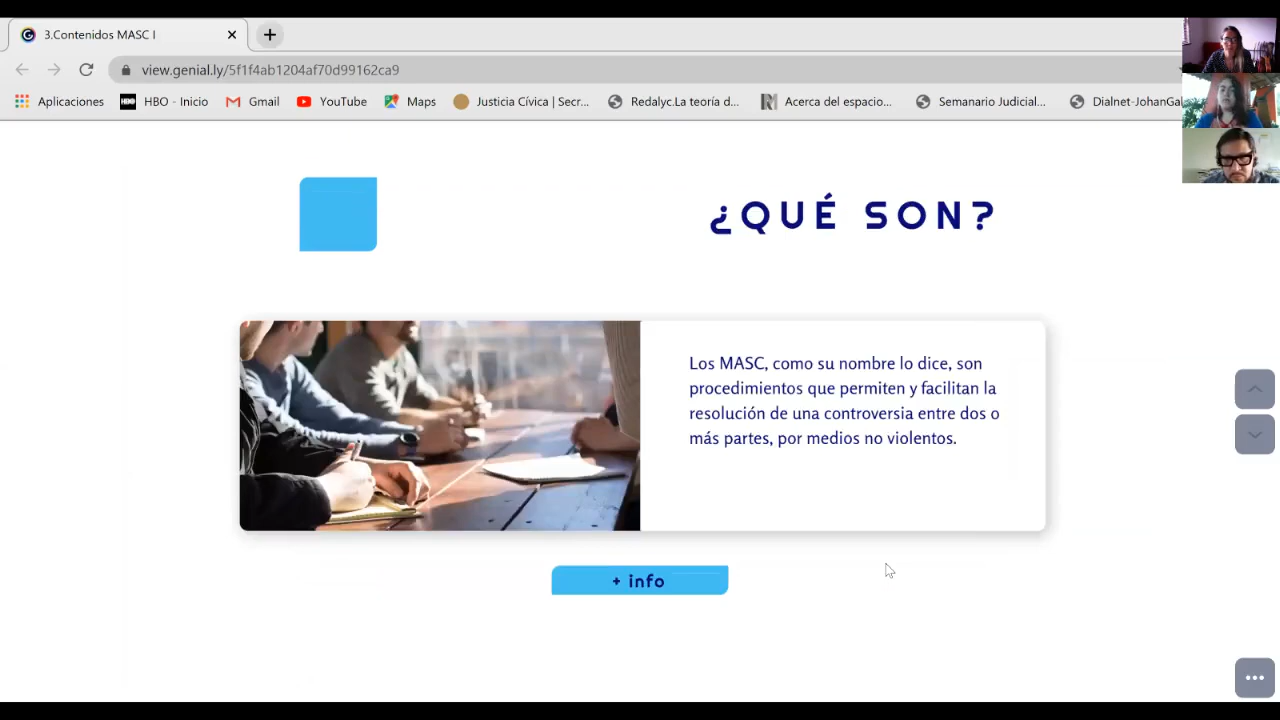 3.Contenidos MASC I
view.genial.ly/5f1f4ab1204af70d99162ca9
Aplicaciones
HBO - Inicio
Gmail
YouTube
Maps
Justicia Cívica | Secr...
Redalyc.La teoría d...
Acerca del espacio...
Semanario Judicial...
Dialnet-JohanGal
¿QUÉ SON?
Los MASC, como su nombre lo dice, son
procedimientos que permiten y facilitan la
resolución de una controversia entre dos o
más partes, por medios no violentos.
+ info